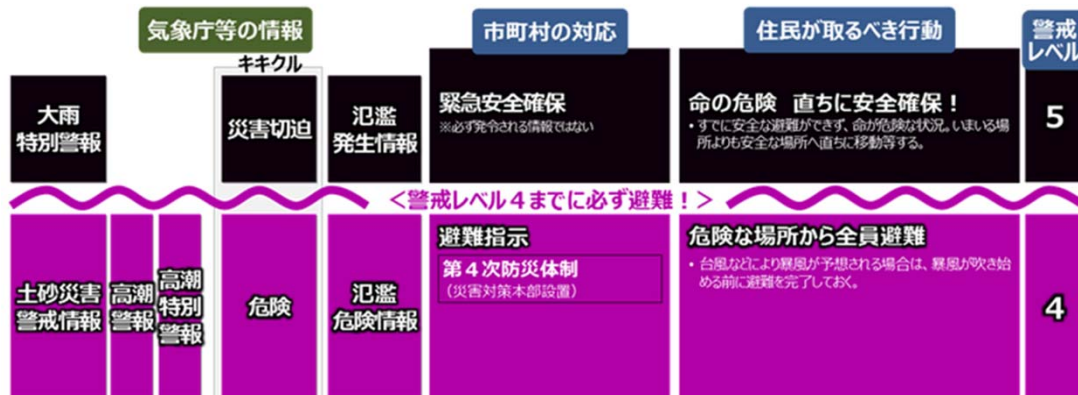 気象庁等の情報
市町村の対応
住民が取るべき行動
警戒
レベル
キキクル
大雨
特別警報
災害切迫
氾濫
発生情報
緊急安全確保
※必ず発令される情報ではない
命の危険 直ちに安全確保！
・すでに安全な避難ができず、命が危険な状況。いまいる場
所よりも安全な場所へ直ちに移動等する。
5
＜警戒レベル４までに必ず避難！＞
土砂災害
警戒情報
高潮
警報
高潮
特別
警報
危険
氾濫
危険情報
避難指示
第４次防災体制
（災害対策本部設置）
危険な場所から全員避難
・台風などにより暴風が予想される場合は、暴風が吹き始
める前に避難を完了しておく。
4